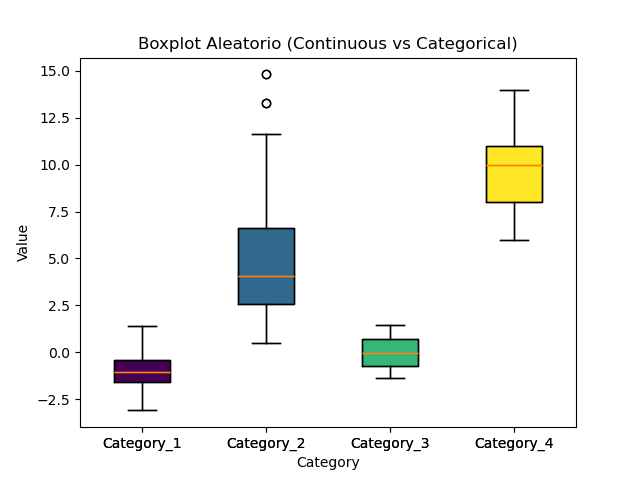 Boxplot Aleatorio (Continuous vs Categorical)
15.0
12.5
10.0
7.5
5.0
2.5
0.0
−2.5
Value
Category_1 Category_2 Category_3 Category_4
Category